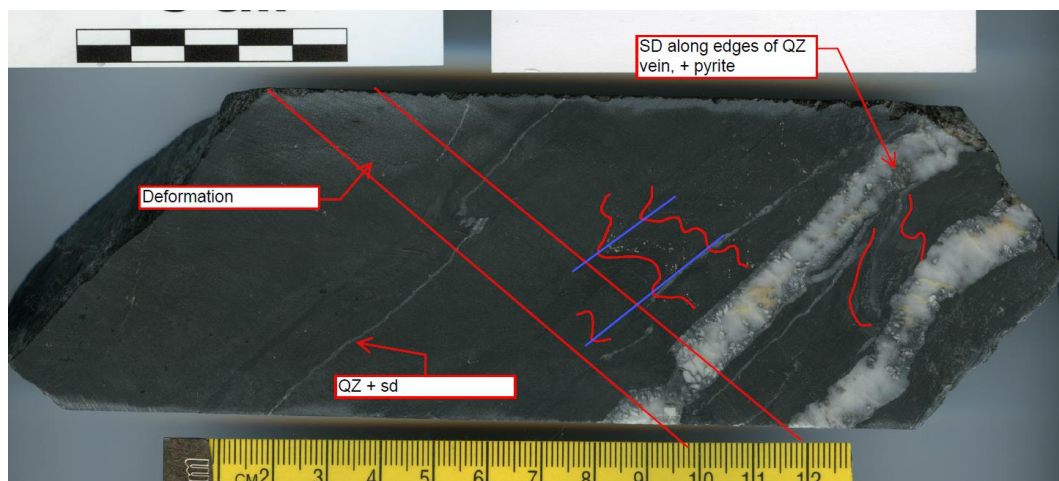 SD along edges of QZ
vein, + pyrite
Deformation
QZ + sd
CM 2 3 4 5 6 7 8 9 10 11 12